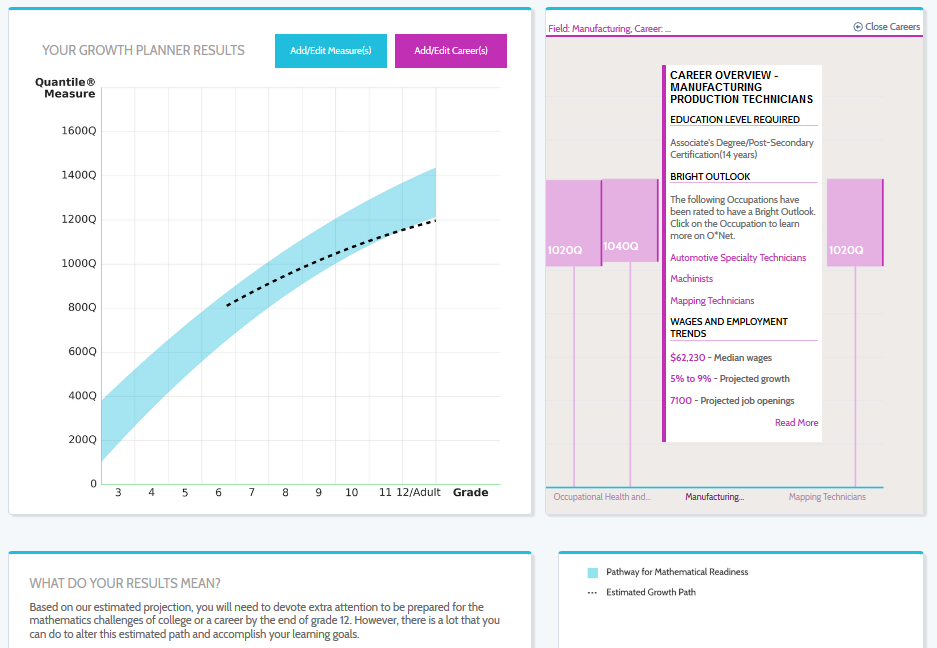 YOUR GROWTH PLANNER RESULTS
Add/Edit Measure(s)
Add/Edit Career(s)
Quantile®
Measure
1600Q
1400Q
1200Q
1000Q
800Q
600Q
400Q
200Q
0
3 4 5 6 7 8 9 10 11 12/Adult Grade
Field: Manufacturing, Career: ...
Close Careers
CAREER OVERVIEW -
MANUFACTURING
PRODUCTION TECHNICIANS
EDUCATION LEVEL REQUIRED
Associate's Degree/Post-Secondary
Certification(14 years)
BRIGHT OUTLOOK
The following Occupations have
been rated to have a Bright Outlook.
Click on the Occupation to learn
more on O*Net.
Automotive Specialty Technicians
Machinists
Mapping Technicians
WAGES AND EMPLOYMENT
TRENDS
$62,230 - Median wages
5% to 9% - Projected growth
7100 - Projected job openings
Read More
1020Q
1040Q
1020Q
Occupational Health and...
Manufacturing...
Mapping Technicians
WHAT DO YOUR RESULTS MEAN?
Based on our estimated projection, you will need to devote extra attention to be prepared for the
mathematics challenges of college or a career by the end of grade 12. However, there is a lot that you
can do to alter this estimated path and accomplish your learning goals.
Pathway for Mathematical Readiness
Estimated Growth Path